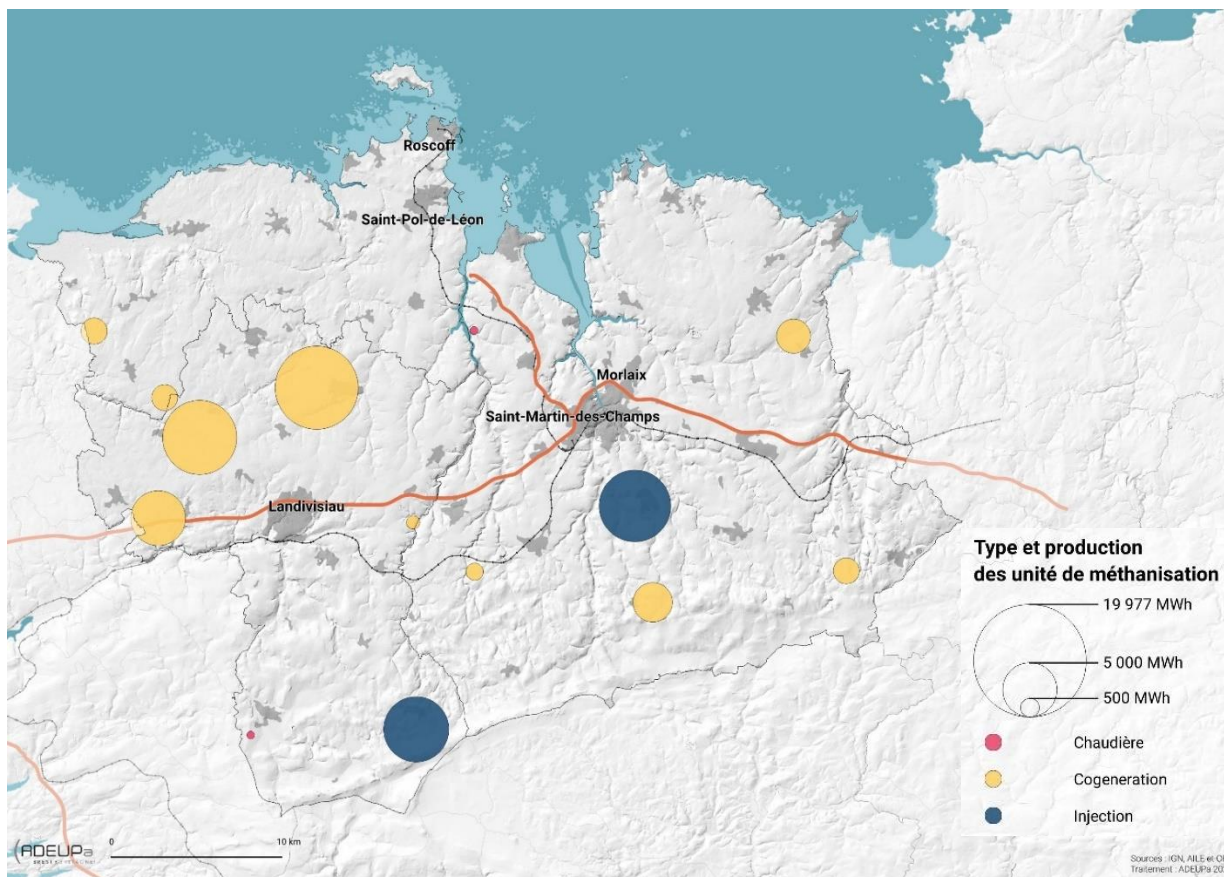 Roscoff
Saint-Pol-de-Léon
Morlaix
Saint-Martin-des-Champs
Landivisiau
Type et production
des unité de méthanisation
19 977 MWh
5 000 MWh
500 MWh
Chaudière
Cogeneration
Injection
0 10 km
ADEUPa
Sources : IGN, AILE et
Traitement : ADEUPa